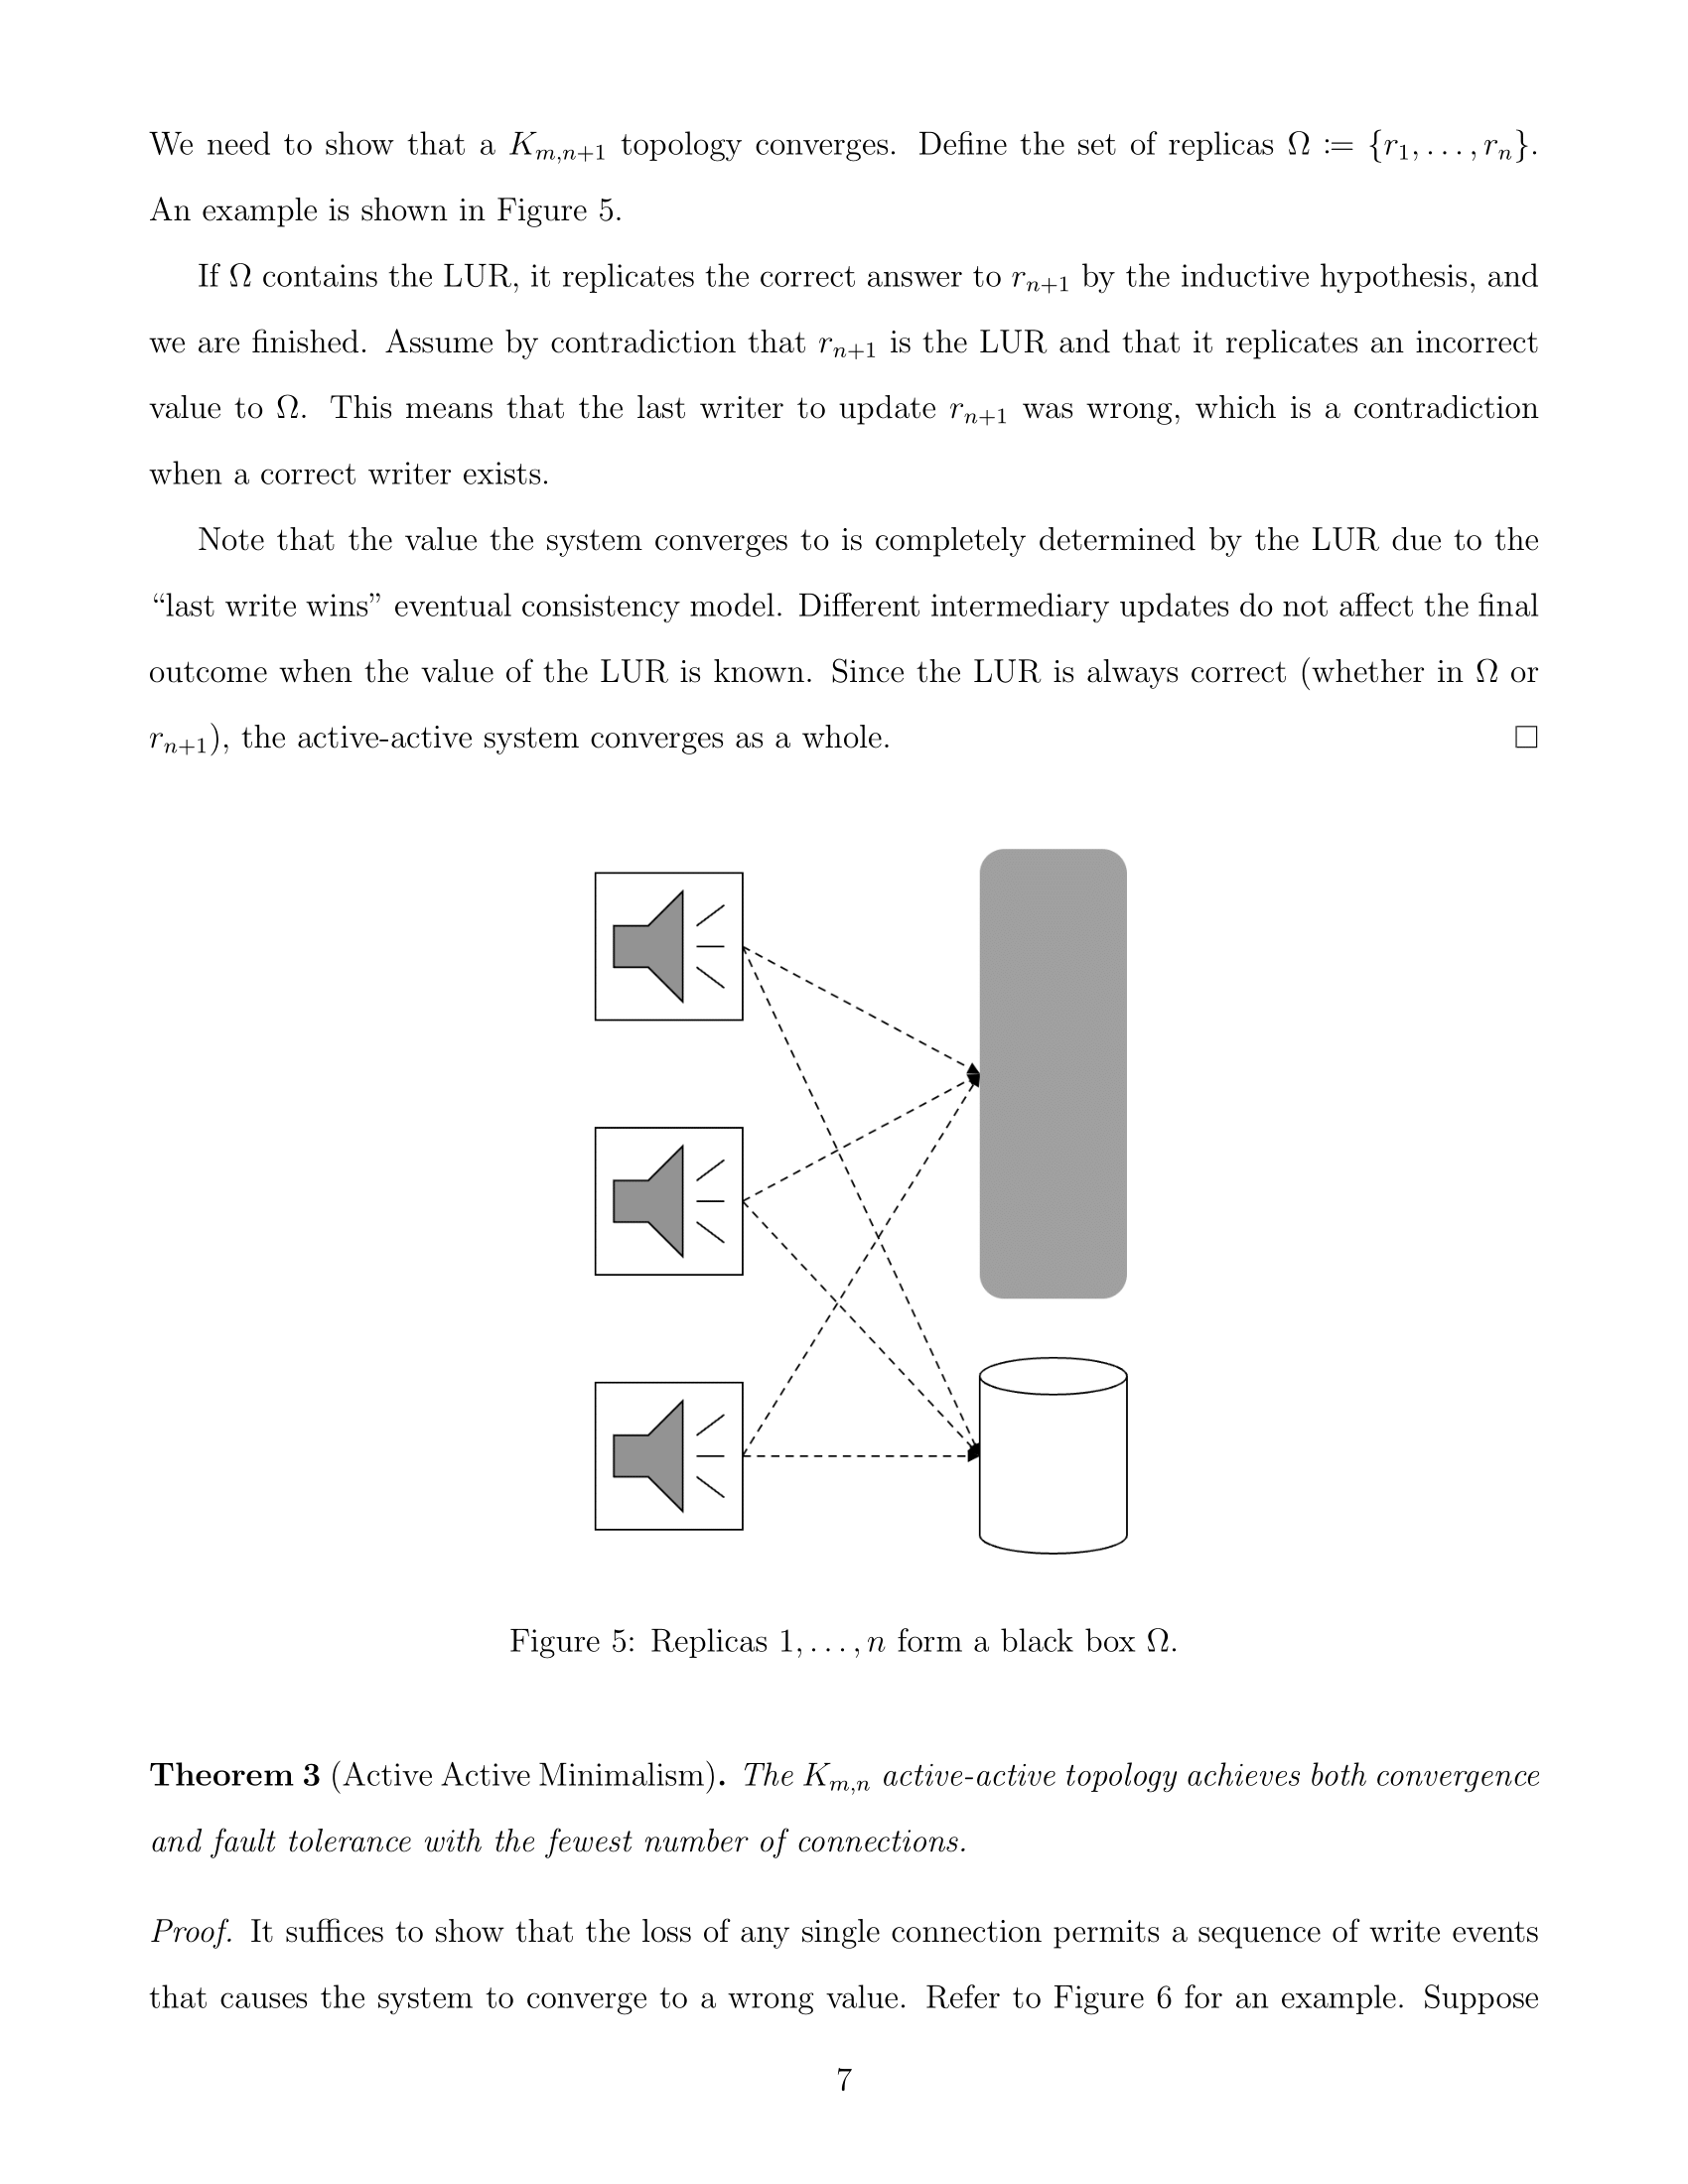 We need to show that a $K_{m,n+1}$ topology converges. Define the set of replicas $\Omega := \{r_1, \ldots, r_n\}$.
An example is shown in Figure 5.
If $\Omega$ contains the LUR, it replicates the correct answer to $r_{n+1}$ by the inductive hypothesis, and
we are finished. Assume by contradiction that $r_{n+1}$ is the LUR and that it replicates an incorrect
value to $\Omega$. This means that the last writer to update $r_{n+1}$ was wrong, which is a contradiction
when a correct writer exists.
Note that the value the system converges to is completely determined by the LUR due to the
“last write wins” eventual consistency model. Different intermediary updates do not affect the final
outcome when the value of the LUR is known. Since the LUR is always correct (whether in $\Omega$ or
$r_{n+1}$), the active-active system converges as a whole. □
Figure 5: Replicas $1, \ldots, n$ form a black box $\Omega$.
Theorem 3 (Active Active Minimalism). The $K_{m,n}$ active-active topology achieves both convergence
and fault tolerance with the fewest number of connections.
Proof. It suffices to show that the loss of any single connection permits a sequence of write events
that causes the system to converge to a wrong value. Refer to Figure 6 for an example. Suppose
7